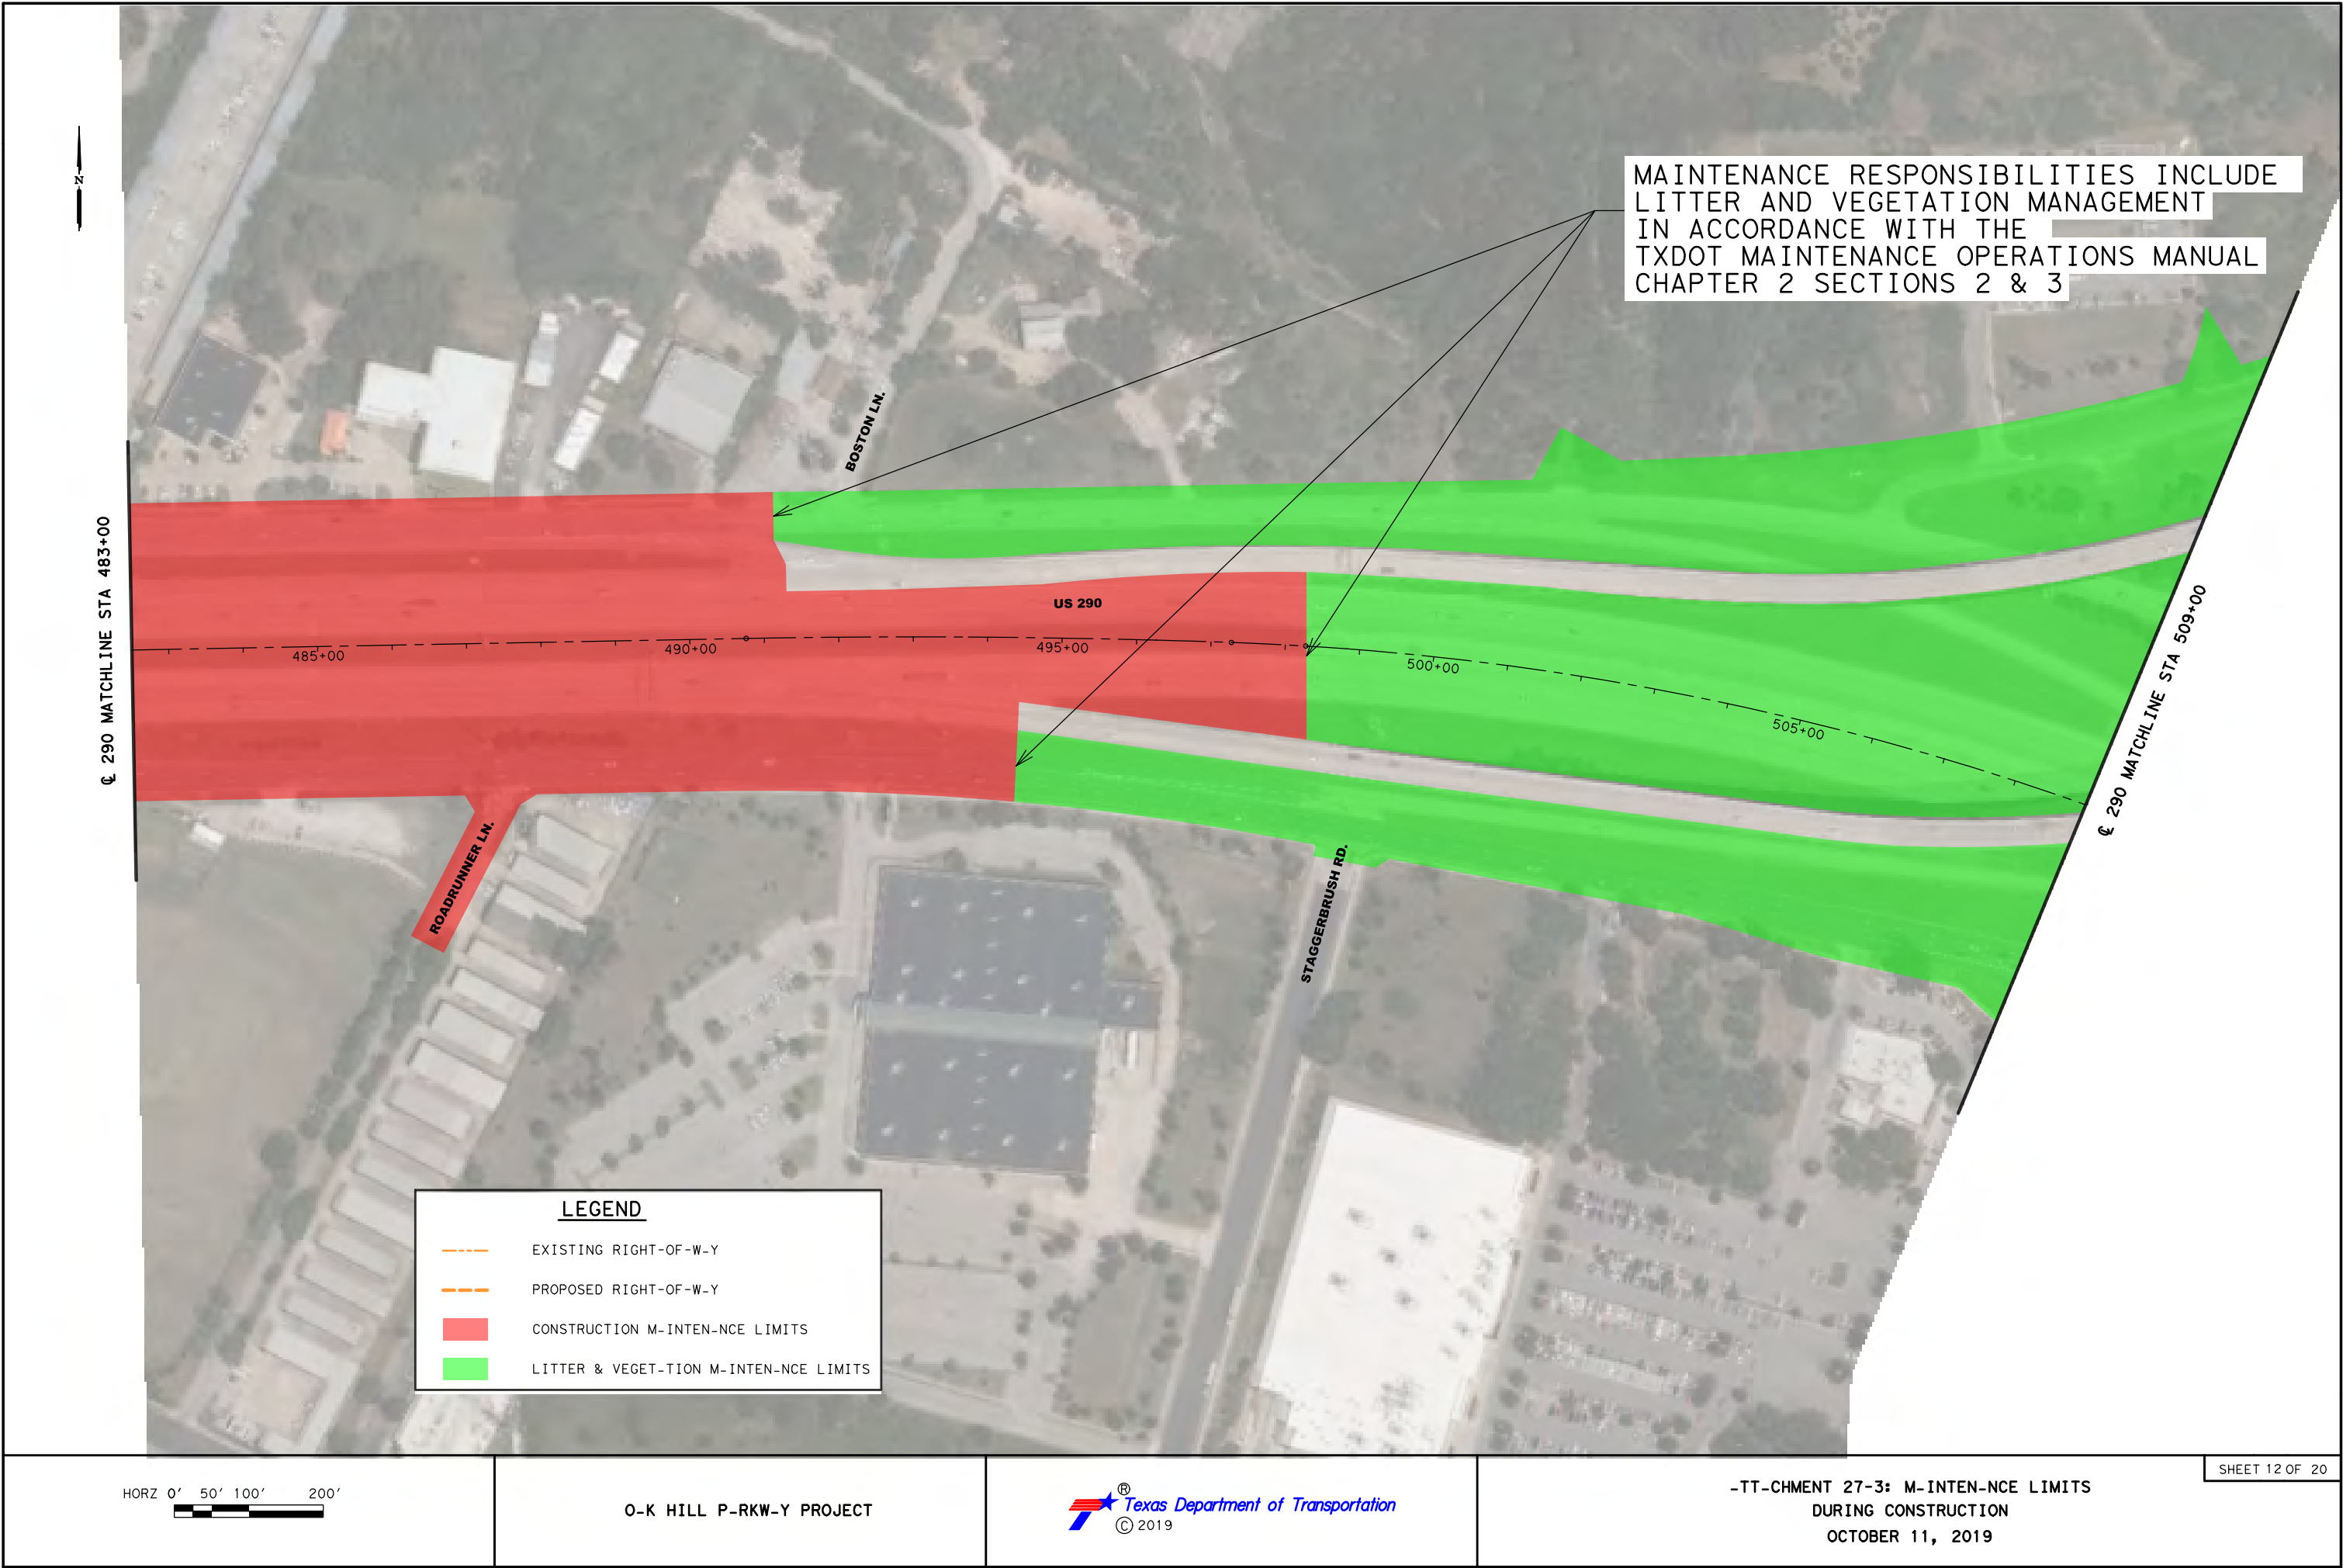 MAINTENANCE RESPONSIBILITIES INCLUDE
LITTER AND VEGETATION MANAGEMENT
IN ACCORDANCE WITH THE
TXDOT MAINTENANCE OPERATIONS MANUAL
CHAPTER 2 SECTIONS 2 & 3
N
BOSTON LN.
℄ 290 MATCHLINE STA 483+00
US 290
485+00
490+00
495+00
500+00
505+00
℄ 290 MATCHLINE STA 509+00
ROADRUNNER LN.
STAGGERBRUSH RD.
LEGEND
EXISTING RIGHT-OF-W-Y
PROPOSED RIGHT-OF-W-Y
CONSTRUCTION M-INTEN-NCE LIMITS
LITTER & VEGET-TION M-INTEN-NCE LIMITS
HORZ 0' 50' 100' 200'
O-K HILL P-RKW-Y PROJECT
®
Texas Department of Transportation
© 2019
SHEET 12 OF 20
-TT-CHMENT 27-3: M-INTEN-NCE LIMITS
DURING CONSTRUCTION
OCTOBER 11, 2019